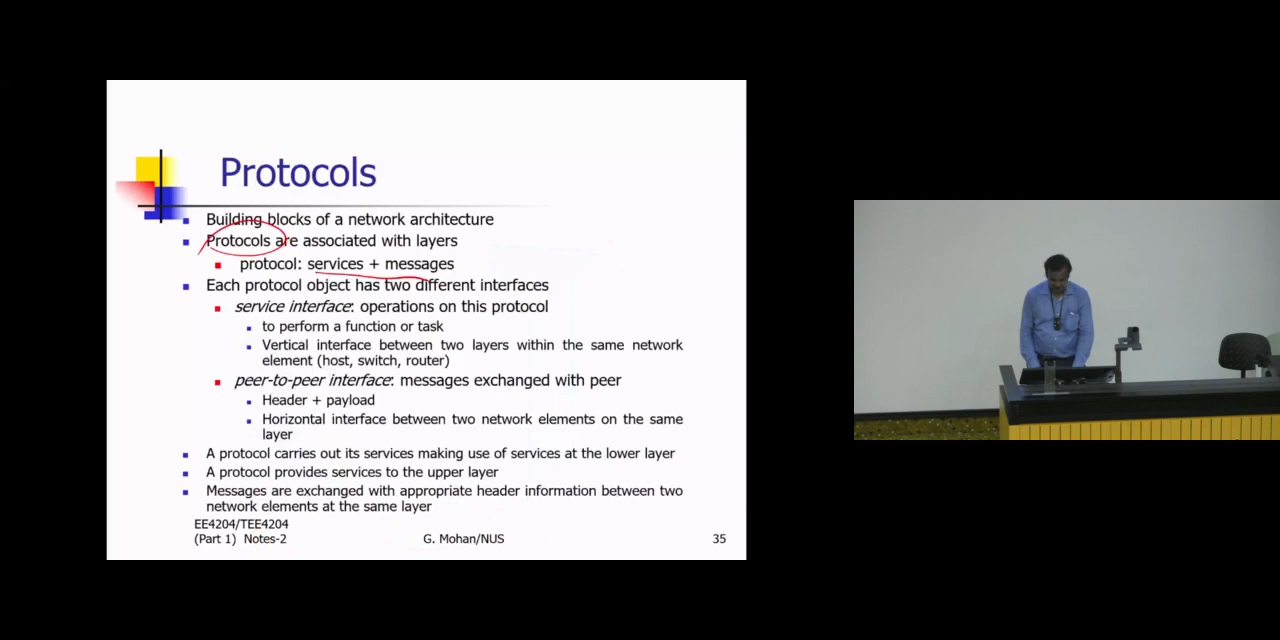 Protocols
Building blocks of a network architecture
Protocols are associated with layers
protocol: services + messages
Each protocol object has two different interfaces
service interface: operations on this protocol
to perform a function or task
Vertical interface between two layers within the same network
element (host, switch, router)
peer-to-peer interface: messages exchanged with peer
Header + payload
Horizontal interface between two network elements on the same
layer
A protocol carries out its services making use of services at the lower layer
A protocol provides services to the upper layer
Messages are exchanged with appropriate header information between two
network elements at the same layer
EE4204/TEE4204
(Part 1) Notes-2
G. Mohan/NUS
35